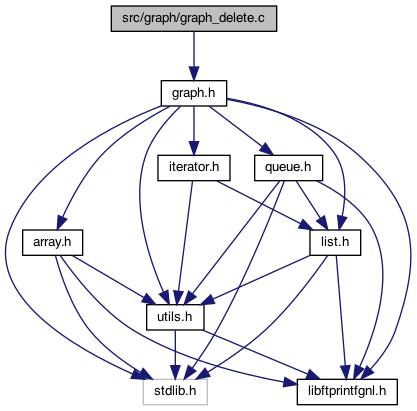 src/graph/graph_delete.c
graph.h
iterator.h
queue.h
array.h
list.h
utils.h
stdlib.h
libftprintfgnl.h